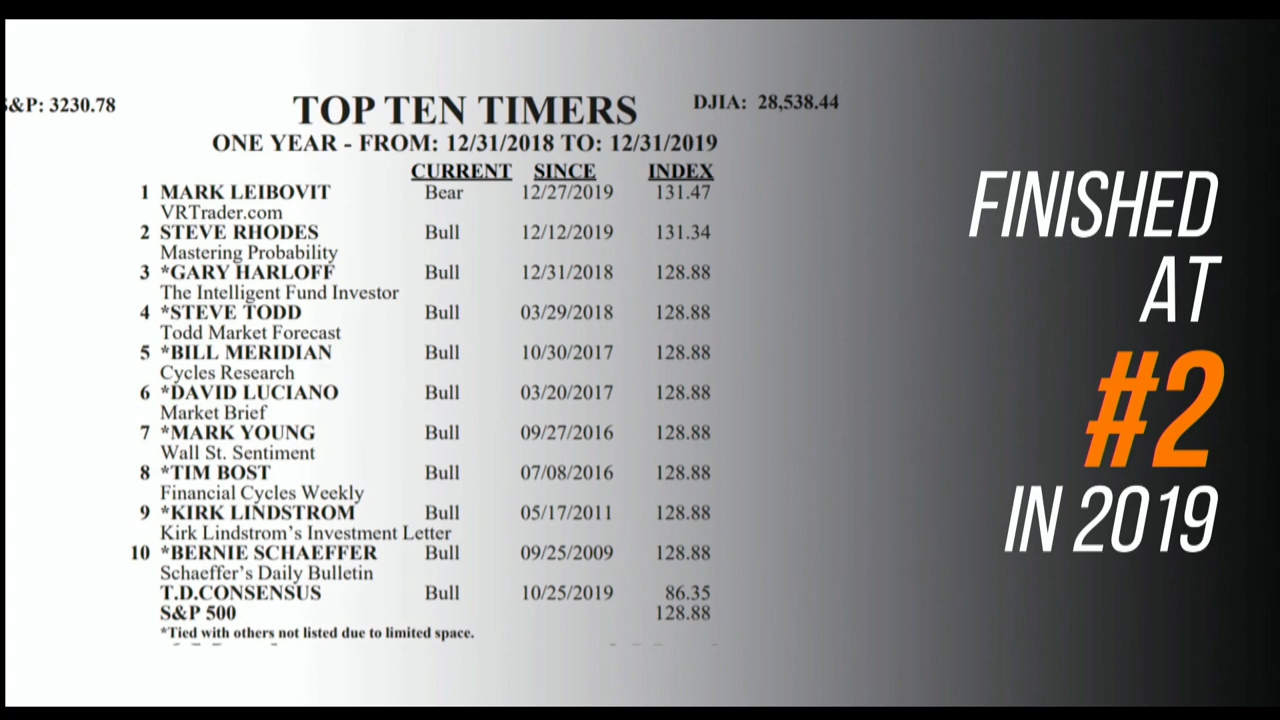 &P: 3230.78
TOP TEN TIMERS
DJIA: 28,538.44
ONE YEAR - FROM: 12/31/2018 TO: 12/31/2019
CURRENT SINCE INDEX
1 MARK LEIBOVIT Bear 12/27/2019 131.47
VRTrader.com
2 STEVE RHODES Bull 12/12/2019 131.34
Mastering Probability
3 *GARY HARLOFF Bull 12/31/2018 128.88
The Intelligent Fund Investor
4 *STEVE TODD Bull 03/29/2018 128.88
Todd Market Forecast
5 *BILL MERIDIAN Bull 10/30/2017 128.88
Cycles Research
6 *DAVID LUCIANO Bull 03/20/2017 128.88
Market Brief
7 *MARK YOUNG Bull 09/27/2016 128.88
Wall St. Sentiment
8 *TIM BOST Bull 07/08/2016 128.88
Financial Cycles Weekly
9 *KIRK LINDSTROM Bull 05/17/2011 128.88
Kirk Lindstrom's Investment Letter
10 *BERNIE SCHAEFFER Bull 09/25/2009 128.88
Schaeffer's Daily Bulletin
T.D.CONSENSUS Bull 10/25/2019 86.35
S&P 500 128.88
*Tied with others not listed due to limited space.
FINISHED
AT
#2
IN 2019